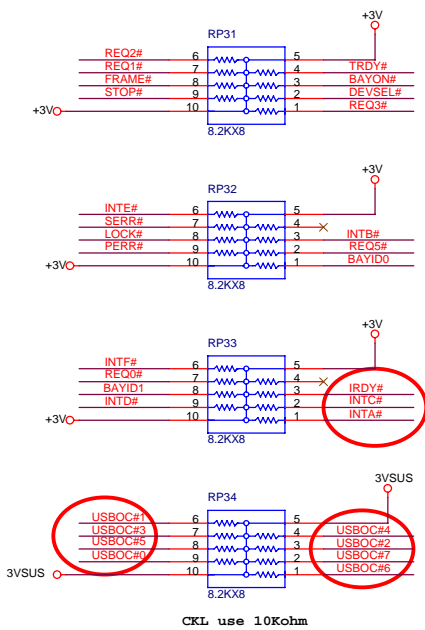 +3V
RP31
REQ2# 6 5
REQ1# 7 4 TRDY#
FRAME# 8 3 BAYON#
STOP# 9 2 DEVSEL#
+3V 10 1 REQ3#
8.2KX8
+3V
RP32
INTE# 6 5
SERR# 7 4
LOCK# 8 3 INTB#
PERR# 9 2 REQ5#
+3V 10 1 BAYID0
8.2KX8
+3V
RP33
INTF# 6 5
REQ0# 7 4
BAYID1 8 3 IRDY#
INTD# 9 2 INTC#
+3V 10 1 INTA#
8.2KX8
3VSUS
RP34
USBOC#1 6 5
USBOC#3 7 4 USBOC#4
USBOC#5 8 3 USBOC#2
USBOC#0 9 2 USBOC#7
3VSUS 10 1 USBOC#6
8.2KX8
CKL use 10Kohm